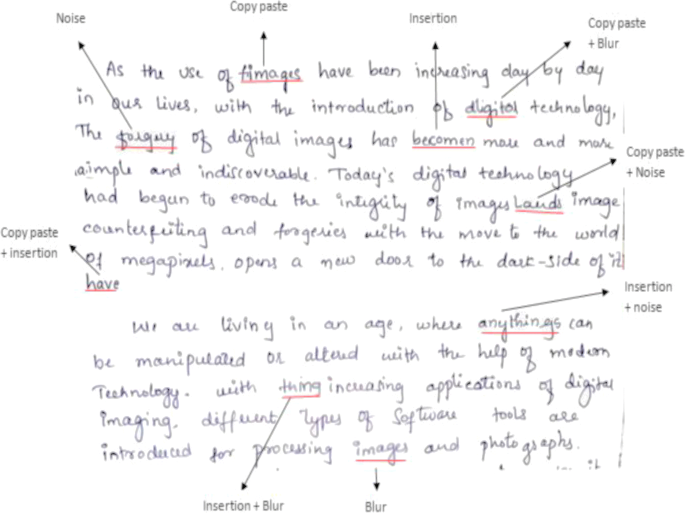 Noise
Copy paste
Insertion
Copy paste
+ Blur
As the use of fimages have been increasing day by day
in our lives, with the introduction of dligital technology,
The forgery of digital images has becomen more and more
simple and indiscoverable. Today's digital technology
Copy paste
+ Noise
had begun to erode the integrity of images Lands image
counterfeiting and forgeries with the move to the world
Copy paste
+ insertion
of megapixels, opens a new door to the dark-side of it
have
Insertion
+ noise
We are living in an age, where anythings can
be manipulated or altered with the help of modern
Technology. with thing increasing applications of digital
imaging, different Types of Software tools are
introduced for processing images and photographs.
Insertion + Blur
Blur